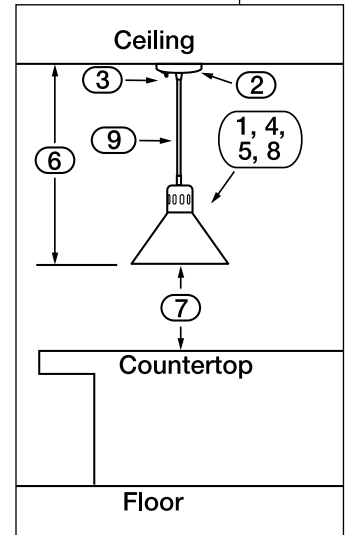 Ceiling
3
2
1, 4,
5, 8
9
6
7
Countertop
Floor